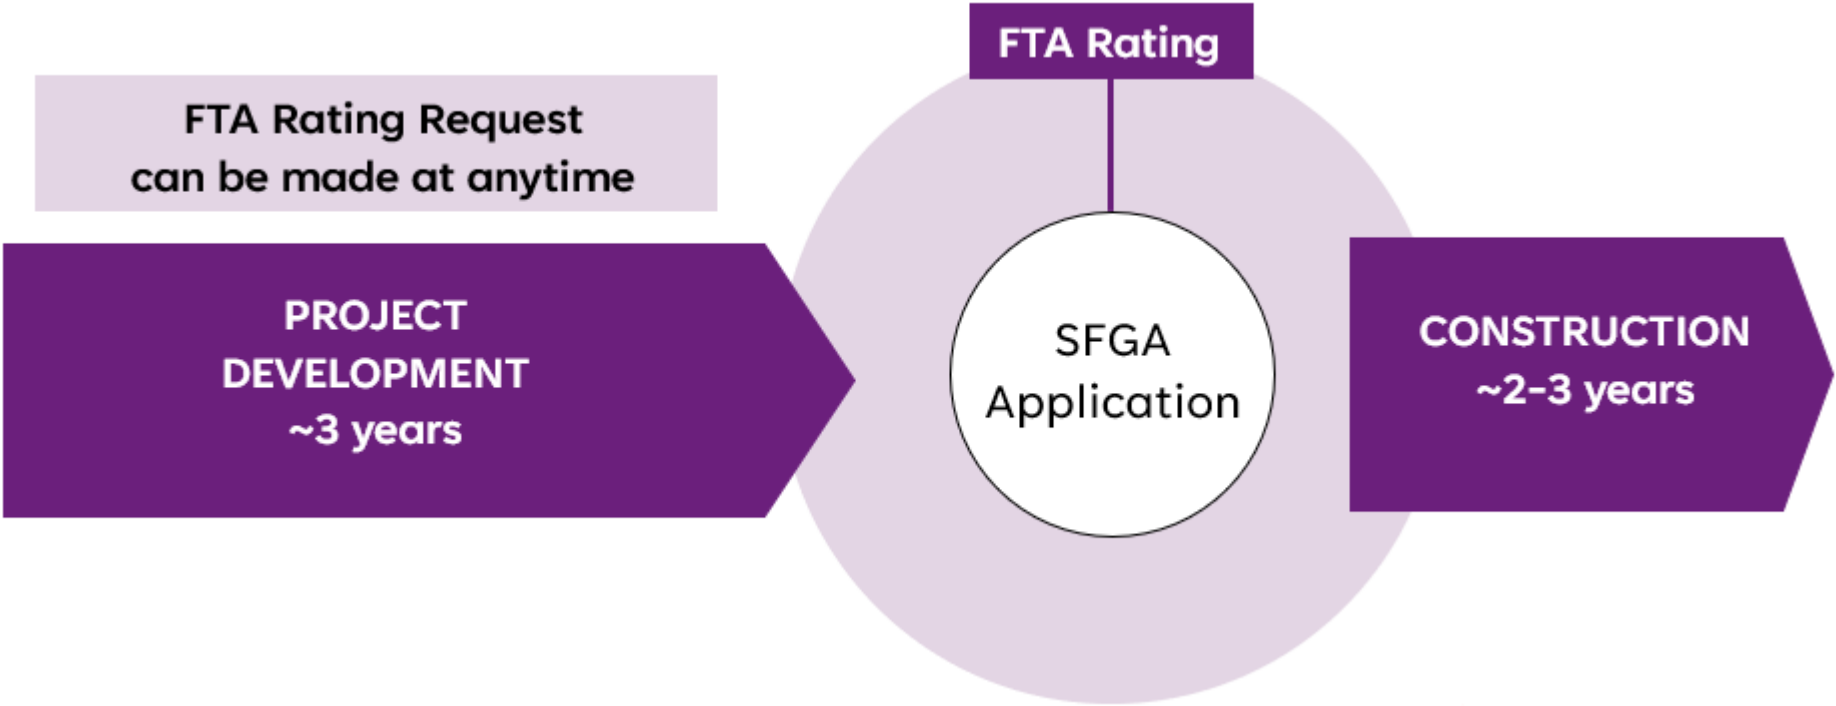 FTA Rating Request
can be made at anytime
PROJECT
DEVELOPMENT
~3 years
FTA Rating
SFGA
Application
CONSTRUCTION
~2-3 years